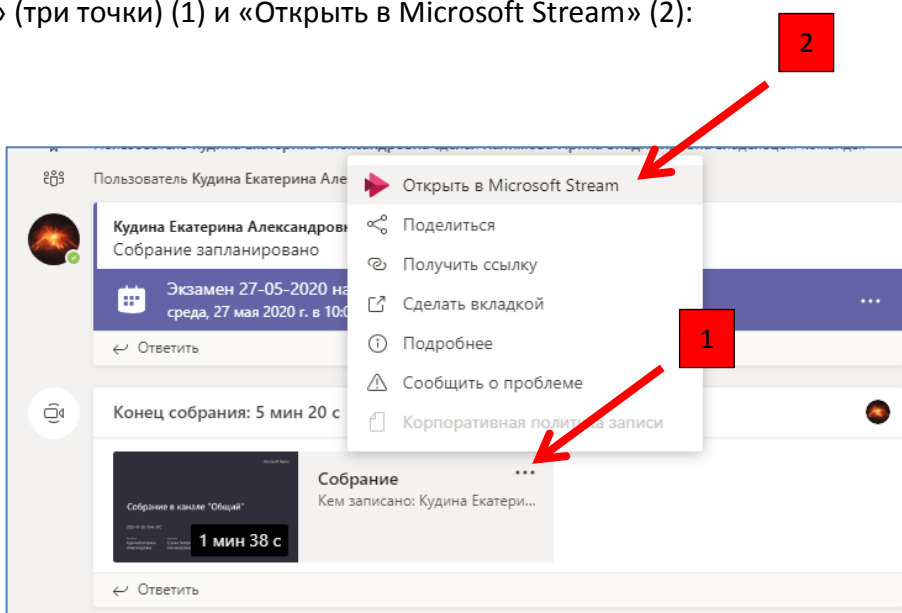 » (три точки) (1) и «Открыть в Microsoft Stream» (2):
2
Пользователь Кудина Екатерина Але
Открыть в Microsoft Stream
Кудина Екатерина Александровн
Поделиться
Собрание запланировано
Получить ссылку
Экзамен 27-05-2020 на
Сделать вкладкой
среда, 27 мая 2020 г. в 10:0
Ответить
Подробнее
1
Сообщить о проблеме
Конец собрания: 5 мин 20 с
Корпоративная политика записи
Собрание
Кем записано: Кудина Екатери...
Собрание в канале "Общий"
1 мин 38 с
Ответить